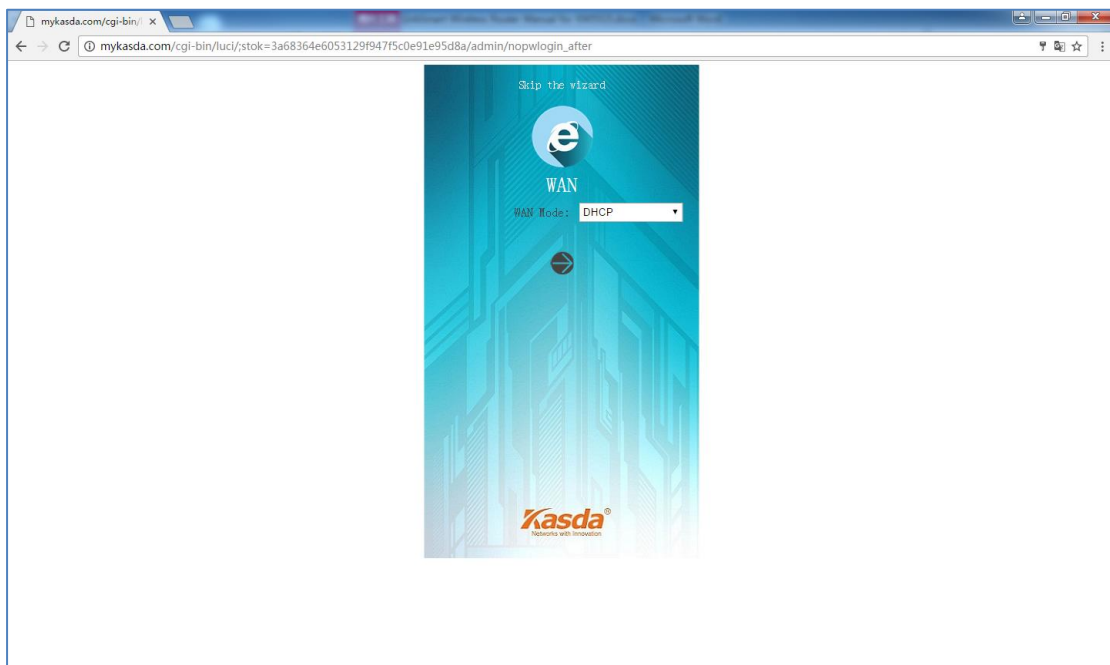 mykasda.com/cgi-bin/l
mykasda.com/cgi-bin/luci/;stok=3a68364e6053129f947f5c0e91e95d8a/admin/nopwlogin_after
Skip the wizard
WAN
WAN Mode: DHCP
Kasda®
Networks with Innovation